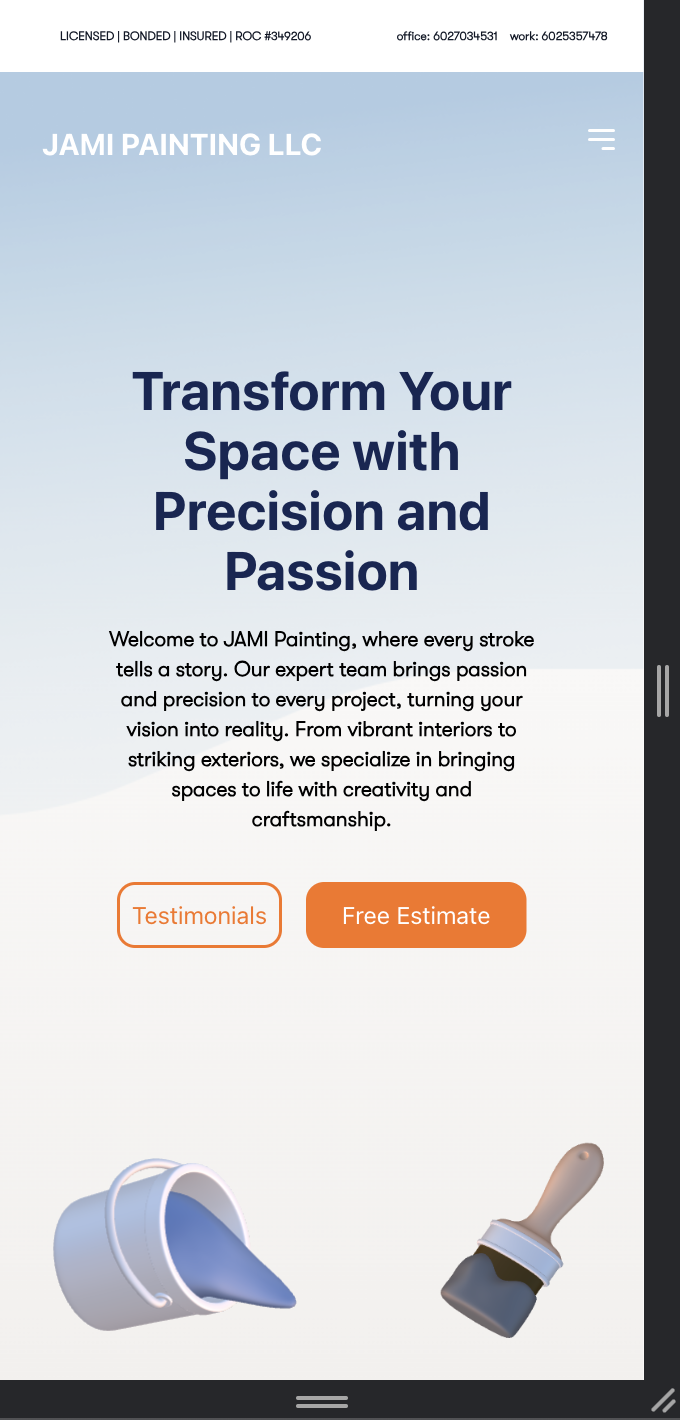 LICENSED | BONDED | INSURED | ROC #349206
office: 6027034531 work: 6025357478
JAMI PAINTING LLC
Transform Your
Space with
Precision and
Passion
Welcome to JAMI Painting, where every stroke
tells a story. Our expert team brings passion
and precision to every project, turning your
vision into reality. From vibrant interiors to
striking exteriors, we specialize in bringing
spaces to life with creativity and
craftsmanship.
Testimonials
Free Estimate